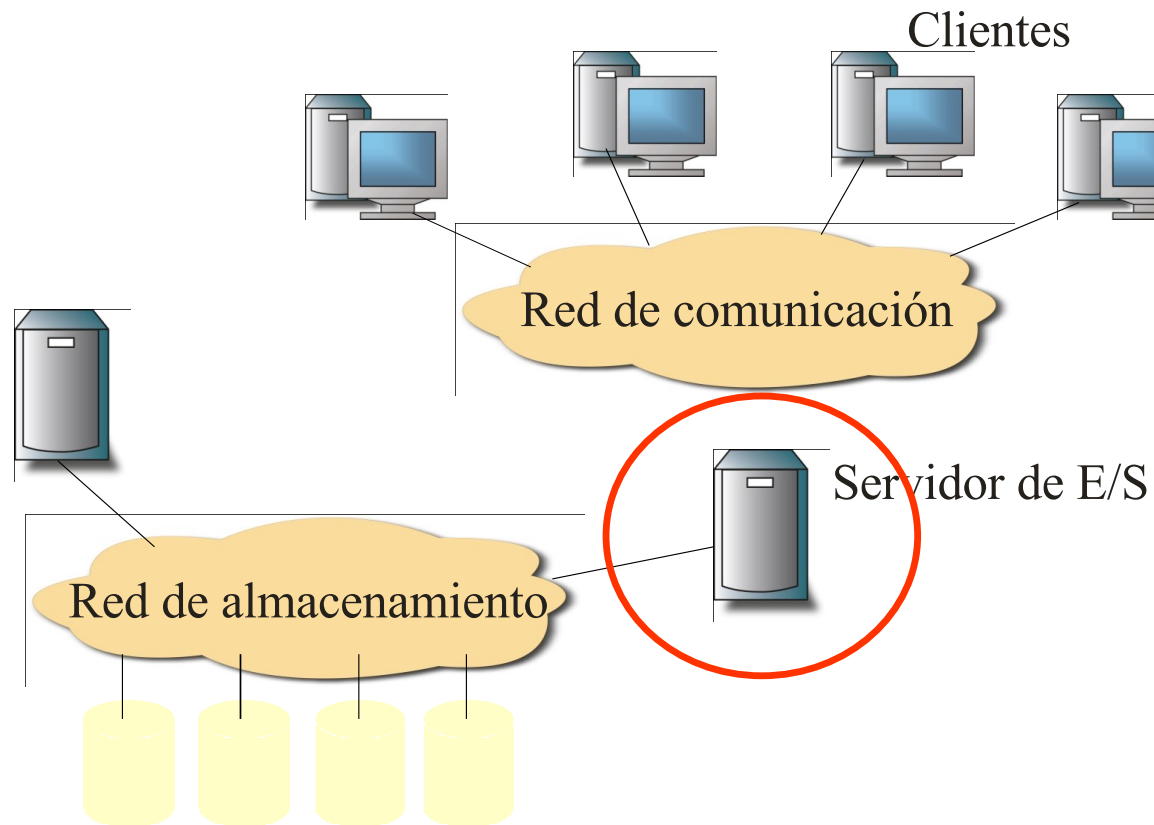 Clientes
Red de comunicación
Servidor de E/S
Red de almacenamiento